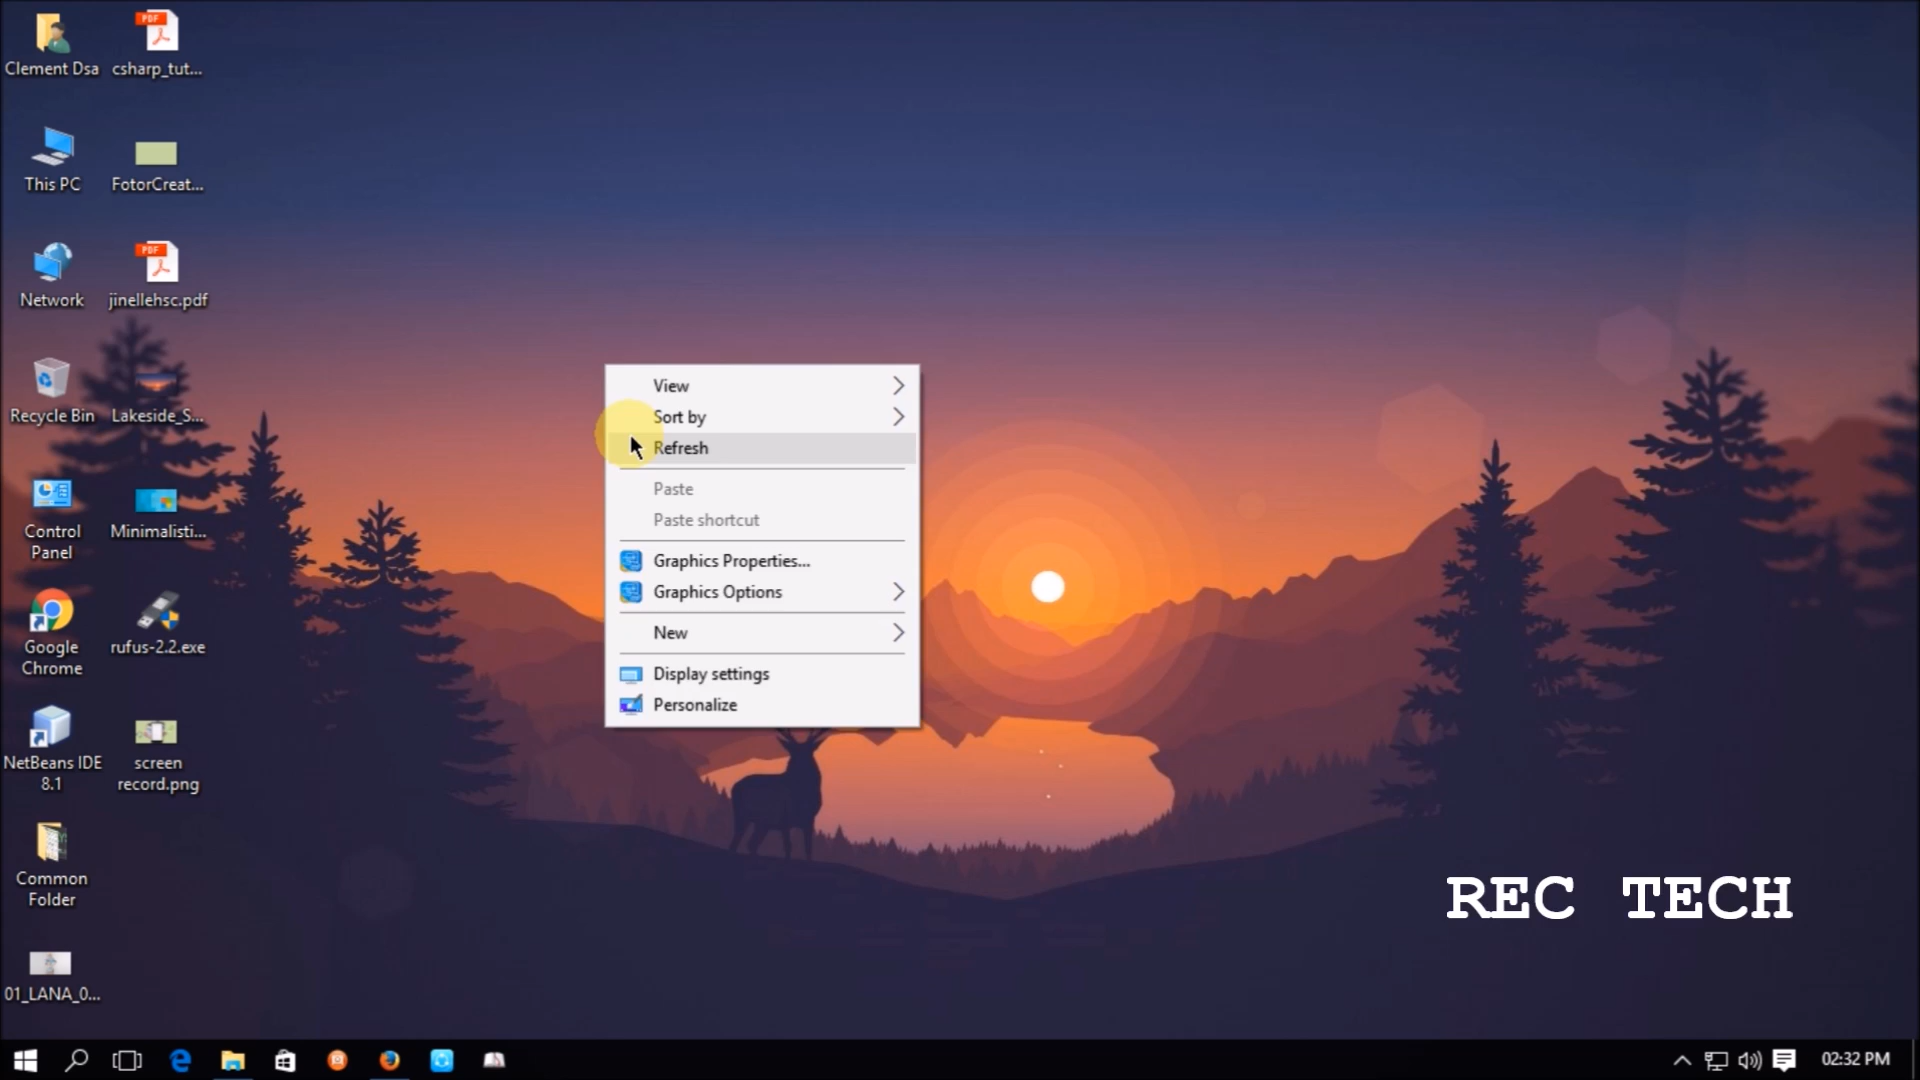 Clement Dsa
csharp_tut...
This PC
FotorCreat...
Network
jinellehsc.pdf
Recycle Bin
Lakeside_S...
Control
Panel
Minimalisti...
Google
Chrome
rufus-2.2.exe
NetBeans IDE
8.1
screen
record.png
Common
Folder
01_LANA_0...
PDF
PDF
View
Sort by
Refresh
Paste
Paste shortcut
Graphics Properties...
Graphics Options
New
Display settings
Personalize
REC TECH
02:32 PM